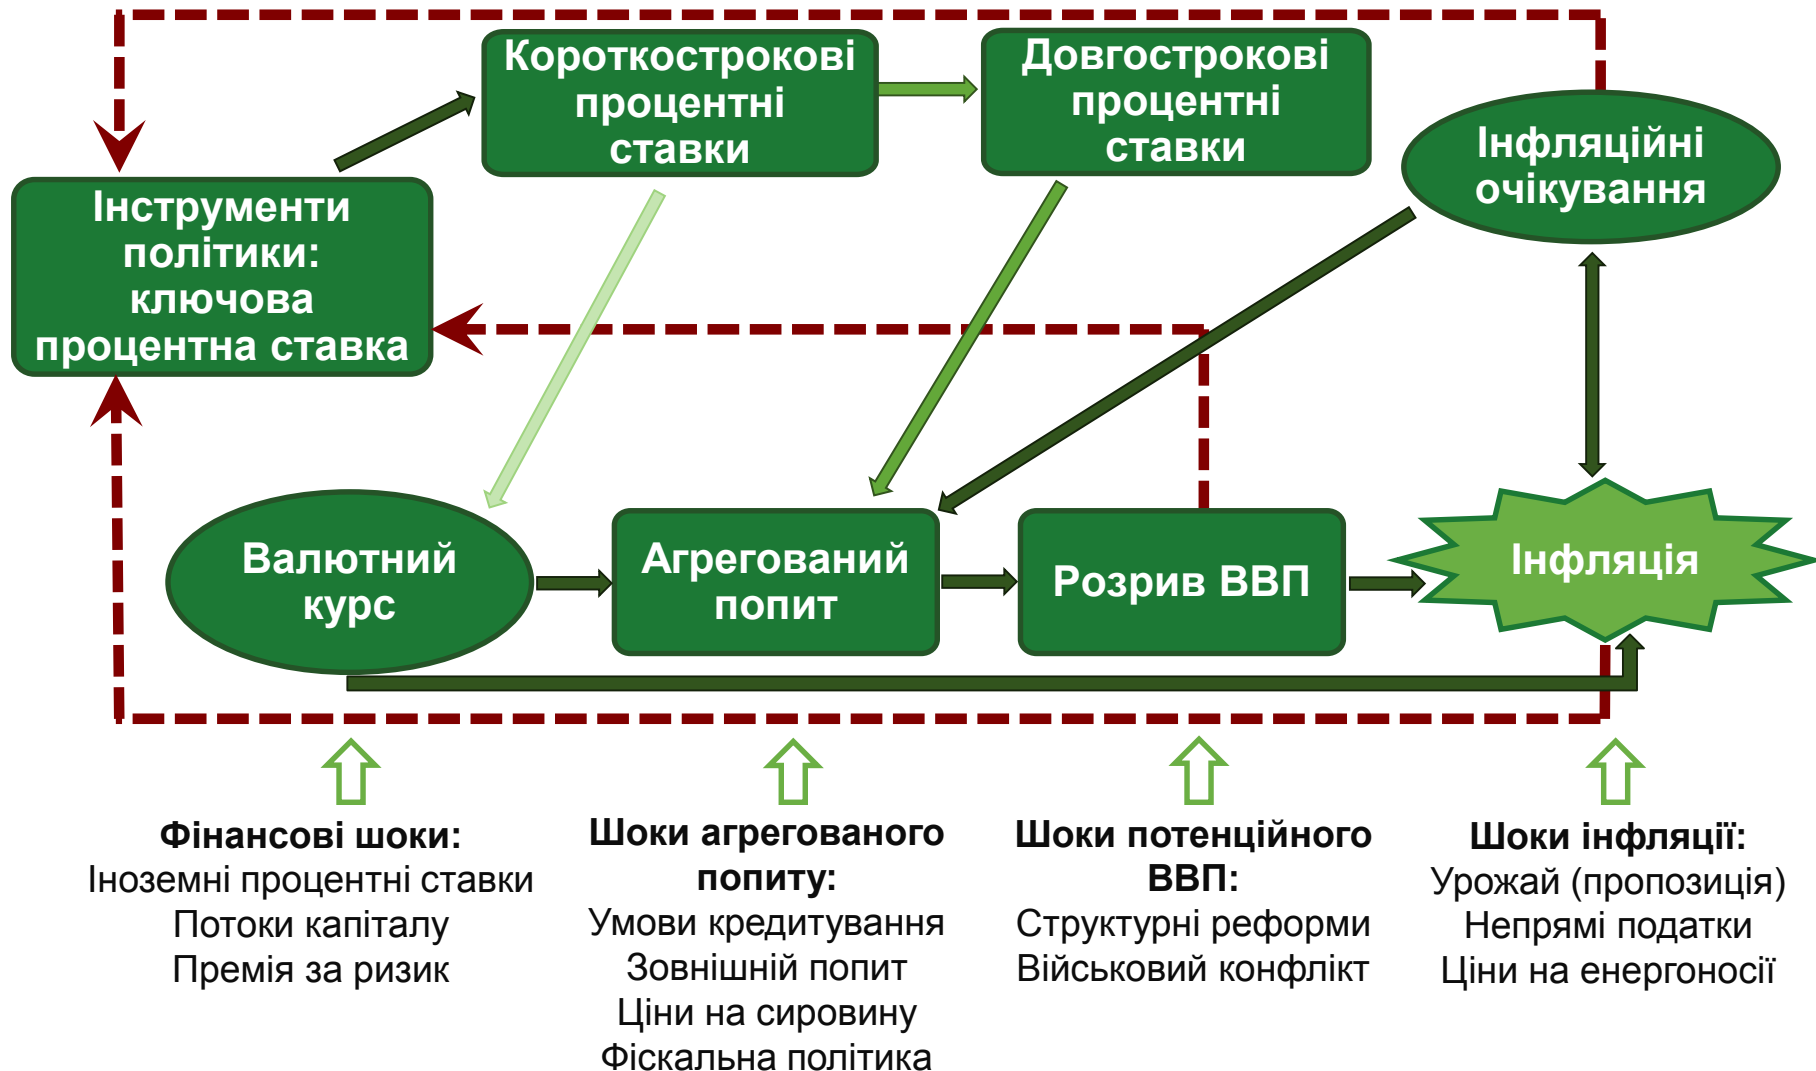 Короткострокові
процентні
ставки
Довгострокові
процентні
ставки
Інфляційні
очікування
Інструменти
політики:
ключова
процентна ставка
Валютний
курс
Агрегований
попит
Розрив ВВП
Інфляція
Фінансові шоки:
Іноземні процентні ставки
Потоки капіталу
Премія за ризик
Шоки агрегованого
попиту:
Умови кредитування
Зовнішній попит
Ціни на сировину
Фіскальна політика
Шоки потенційного
ВВП:
Структурні реформи
Військовий конфлікт
Шоки інфляції:
Урожай (пропозиція)
Непрямі податки
Ціни на енергоносії